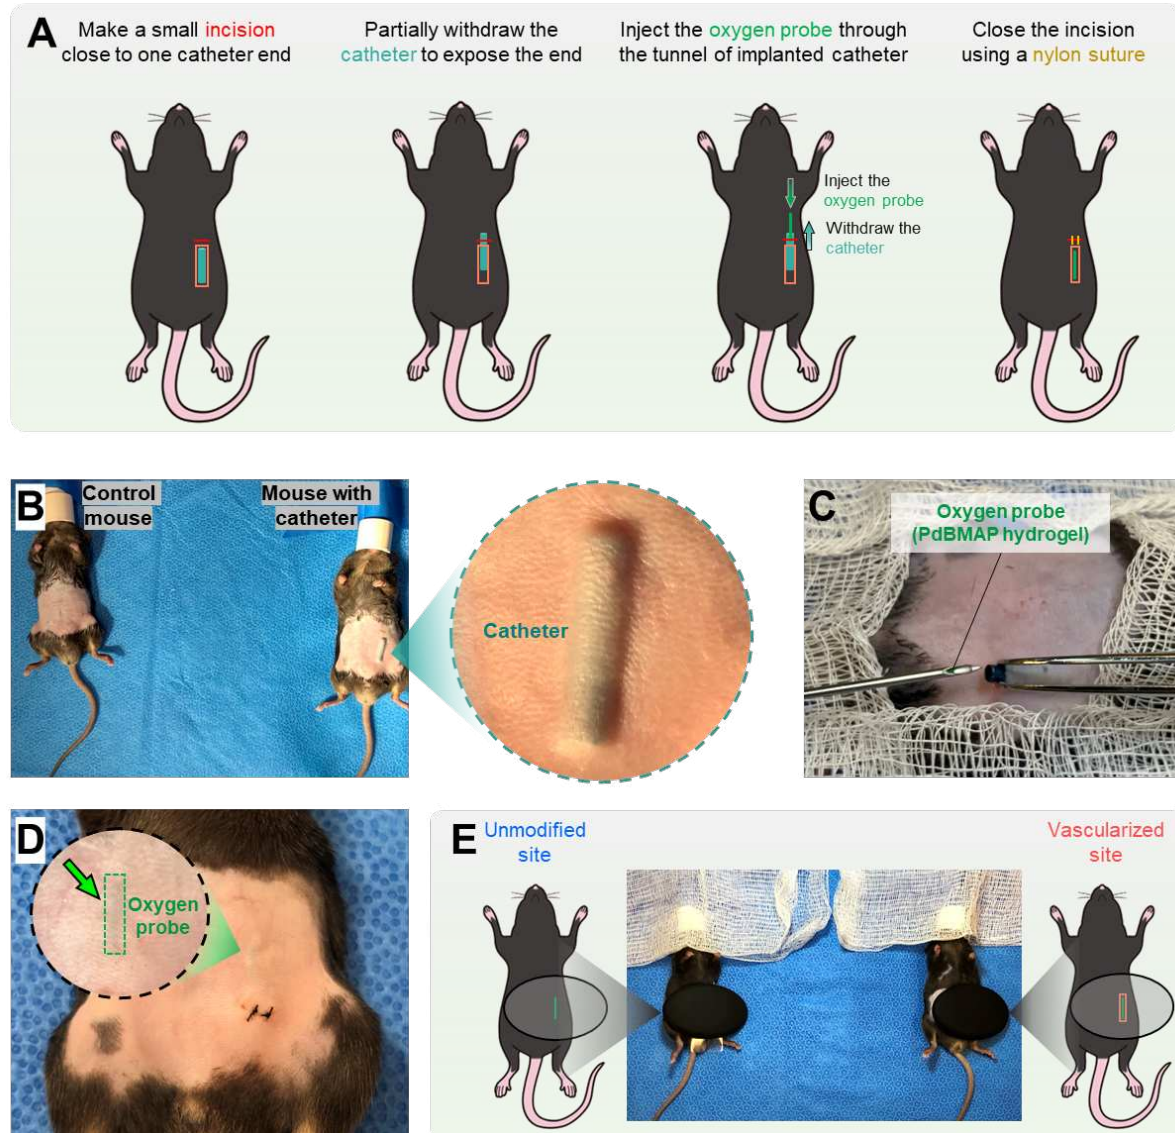 A
Make a small incision
close to one catheter end
Partially withdraw the
catheter to expose the end
Inject the oxygen probe through
the tunnel of implanted catheter
Close the incision
using a nylon suture
Inject the
oxygen probe
Withdraw the
catheter
B
Control
mouse
Mouse with
catheter
Catheter
C
Oxygen probe
(PdBMAP hydrogel)
D
Oxygen
probe
E
Unmodified
site
Vascularized
site